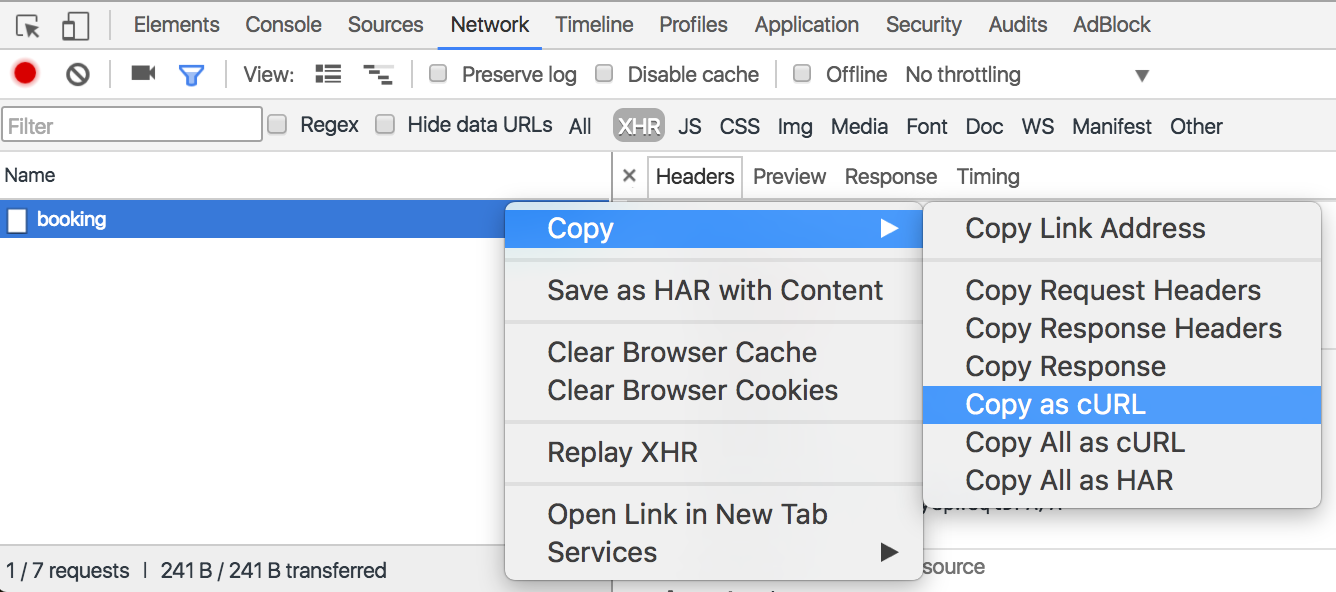 Elements Console Sources Network Timeline Profiles Application Security Audits AdBlock
View: Preserve log Disable cache Offline No throttling
Filter Regex Hide data URLs All XHR JS CSS Img Media Font Doc WS Manifest Other
Name × Headers Preview Response Timing
booking
Copy
Save as HAR with Content
Clear Browser Cache
Clear Browser Cookies
Replay XHR
Open Link in New Tab
Services
Copy Link Address
Copy Request Headers
Copy Response Headers
Copy Response
Copy as cURL
Copy All as cURL
Copy All as HAR
source
1 / 7 requests | 241 B / 241 B transferred